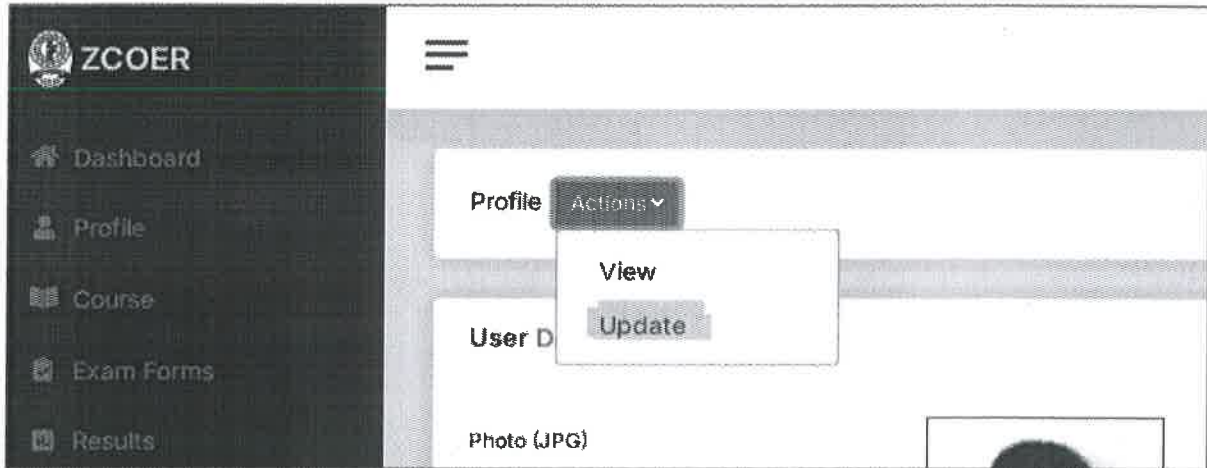 ZCOER
Dashboard
Profile
Course
Exam Forms
Results
Profile Actions
View
Update
User D
Photo (JPG)